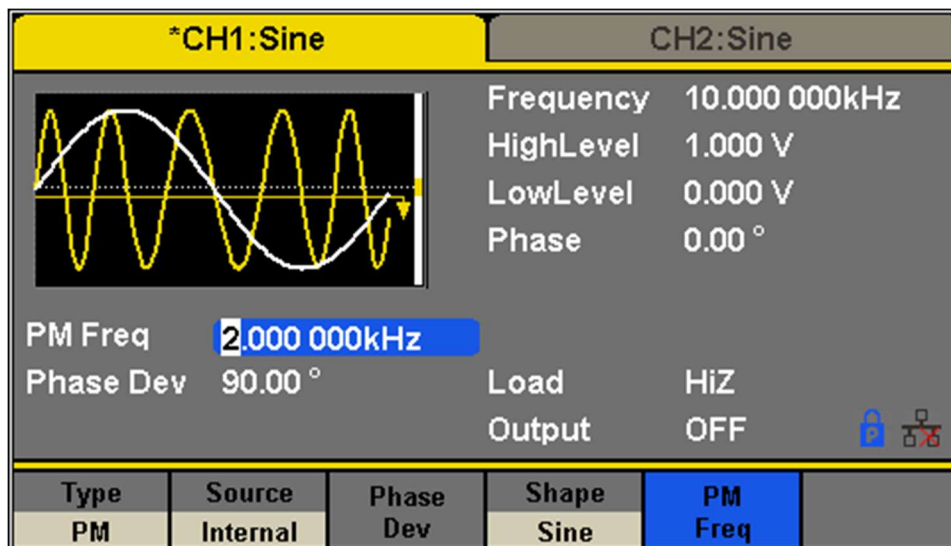 *CH1:Sine CH2:Sine
Frequency 10.000 000kHz
HighLevel 1.000 V
LowLevel 0.000 V
Phase 0.00 °
PM Freq 2.000 000kHz
Phase Dev 90.00 ° Load HiZ
Output OFF P
Type Source Phase Shape PM
PM Internal Dev Sine Freq